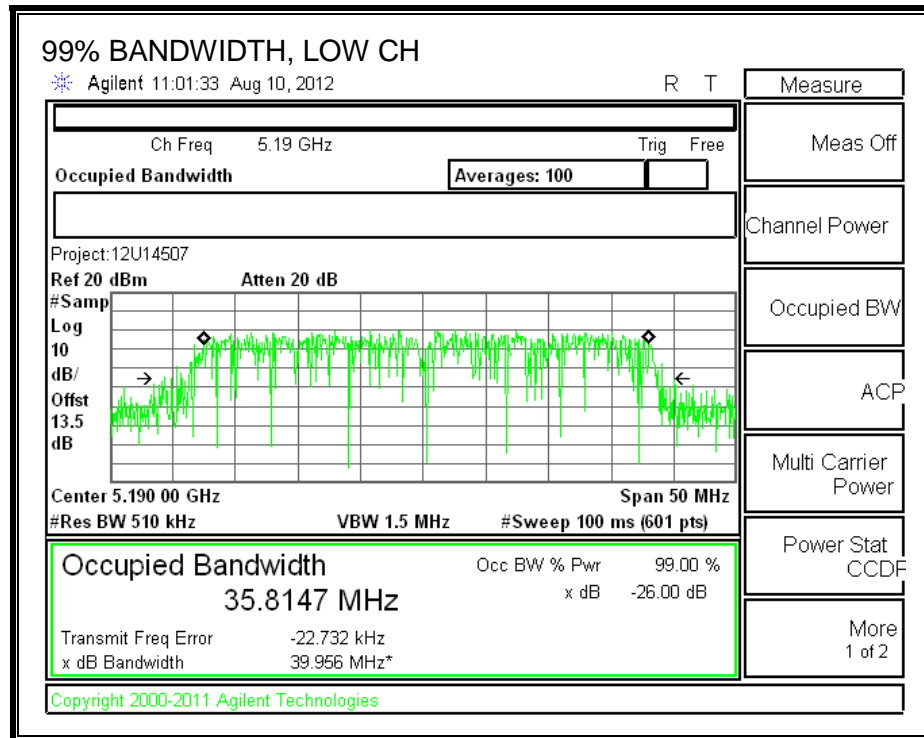 99% BANDWIDTH, LOW CH
Agilent 11:01:33 Aug 10, 2012 R T
Measure
Ch Freq 5.19 GHz Trig Free
Meas Off
Occupied Bandwidth Averages: 100
Channel Power
Project:12U14507
Ref 20 dBm Atten 20 dB
#Samp
Log
10
dB/
Offst
13.5
dB
Occupied BW
ACP
Multi Carrier
Power
Center 5.190 00 GHz Span 50 MHz
#Res BW 510 kHz VBW 1.5 MHz #Sweep 100 ms (601 pts)
Power Stat
CCDF
Occupied Bandwidth Occ BW % Pwr 99.00 %
35.8147 MHz x dB -26.00 dB
Transmit Freq Error -22.732 kHz
x dB Bandwidth 39.956 MHz*
More
1 of 2
Copyright 2000-2011 Agilent Technologies